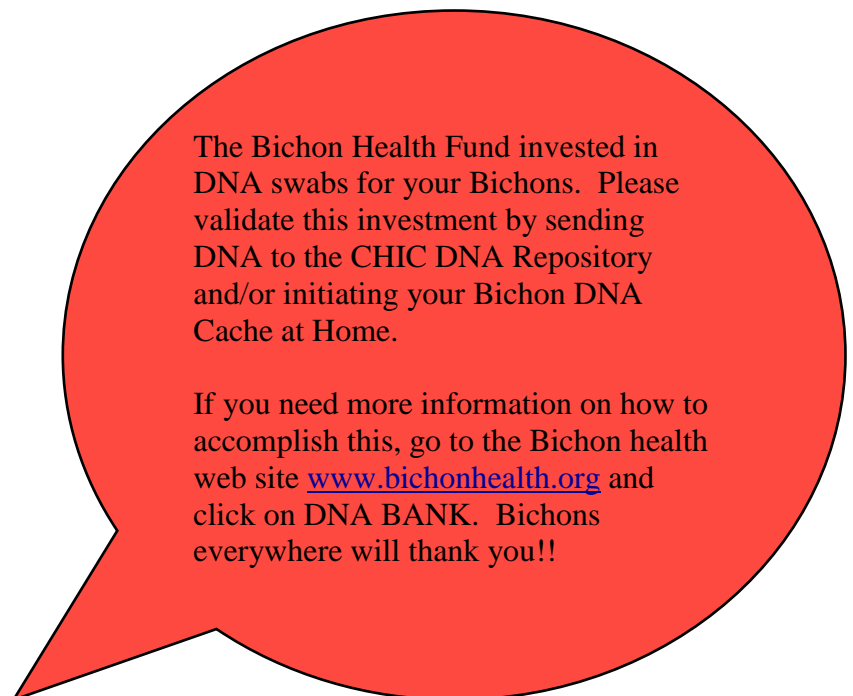 The Bichon Health Fund invested in
DNA swabs for your Bichons.  Please
validate this investment by sending
DNA to the CHIC DNA Repository
and/or initiating your Bichon DNA
Cache at Home.
If you need more information on how to
accomplish this, go to the Bichon health
web site www.bichonhealth.org and
click on DNA BANK.  Bichons
everywhere will thank you!!